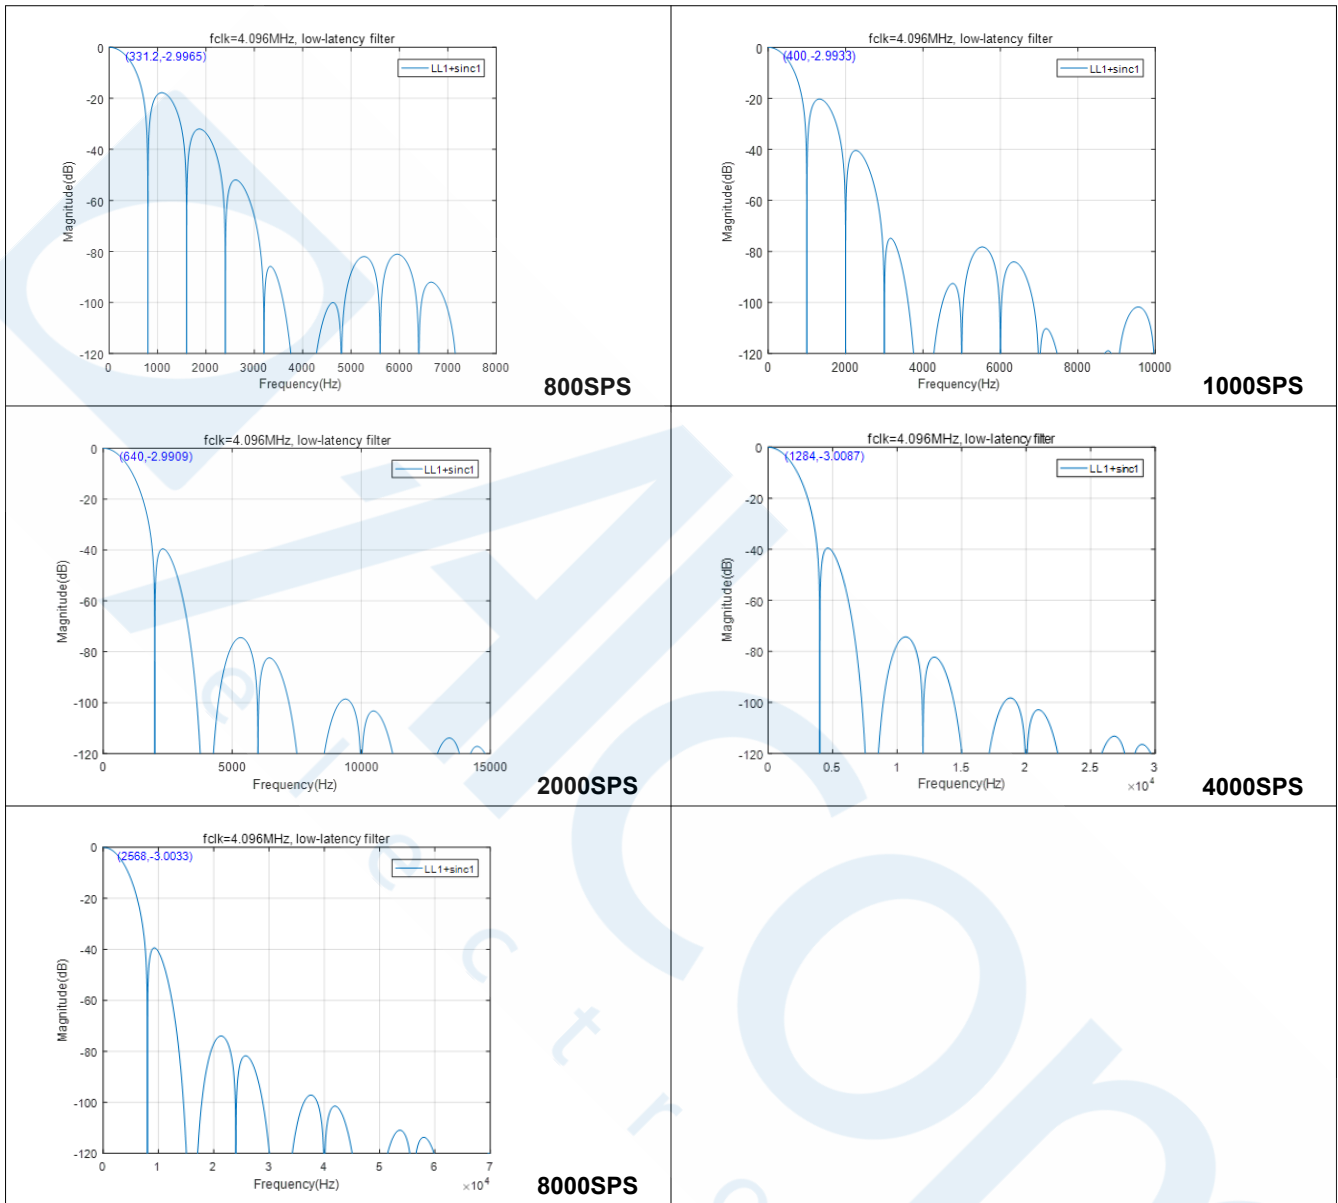 fclk=4.096MHz, low-latency filter
(331.2,-2.9965)
LL1+sinc1
0
-20
-40
-60
-80
-100
-120
Magnitude(dB)
0 1000 2000 3000 4000 5000 6000 7000 8000
Frequency(Hz)
800SPS
fclk=4.096MHz, low-latency filter
(400,-2.9933)
LL1+sinc1
0
-20
-40
-60
-80
-100
-120
Magnitude(dB)
0 2000 4000 6000 8000 10000
Frequency(Hz)
1000SPS
fclk=4.096MHz, low-latency filter
(640,-2.9909)
LL1+sinc1
0
-20
-40
-60
-80
-100
-120
Magnitude(dB)
0 5000 10000 15000
Frequency(Hz)
2000SPS
fclk=4.096MHz, low-latency filter
(1284,-3.0087)
LL1+sinc1
0
-20
-40
-60
-80
-100
-120
Magnitude(dB)
0 0.5 1 1.5 2 2.5 3
Frequency(Hz)
×10⁴
4000SPS
fclk=4.096MHz, low-latency filter
(2568,-3.0033)
LL1+sinc1
0
-20
-40
-60
-80
-100
-120
Magnitude(dB)
0 1 2 3 4 5 6 7
Frequency(Hz)
×10⁴
8000SPS